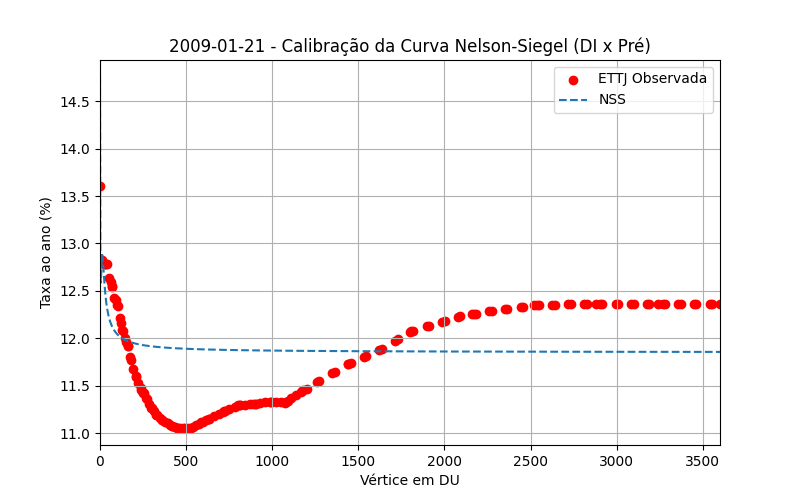 2009-01-21 - Calibração da Curva Nelson-Siegel (DI x Pré)
ETTJ Observada
NSS
Taxa ao ano (%)
14.5
14.0
13.5
13.0
12.5
12.0
11.5
11.0
0 500 1000 1500 2000 2500 3000 3500
Vértice em DU